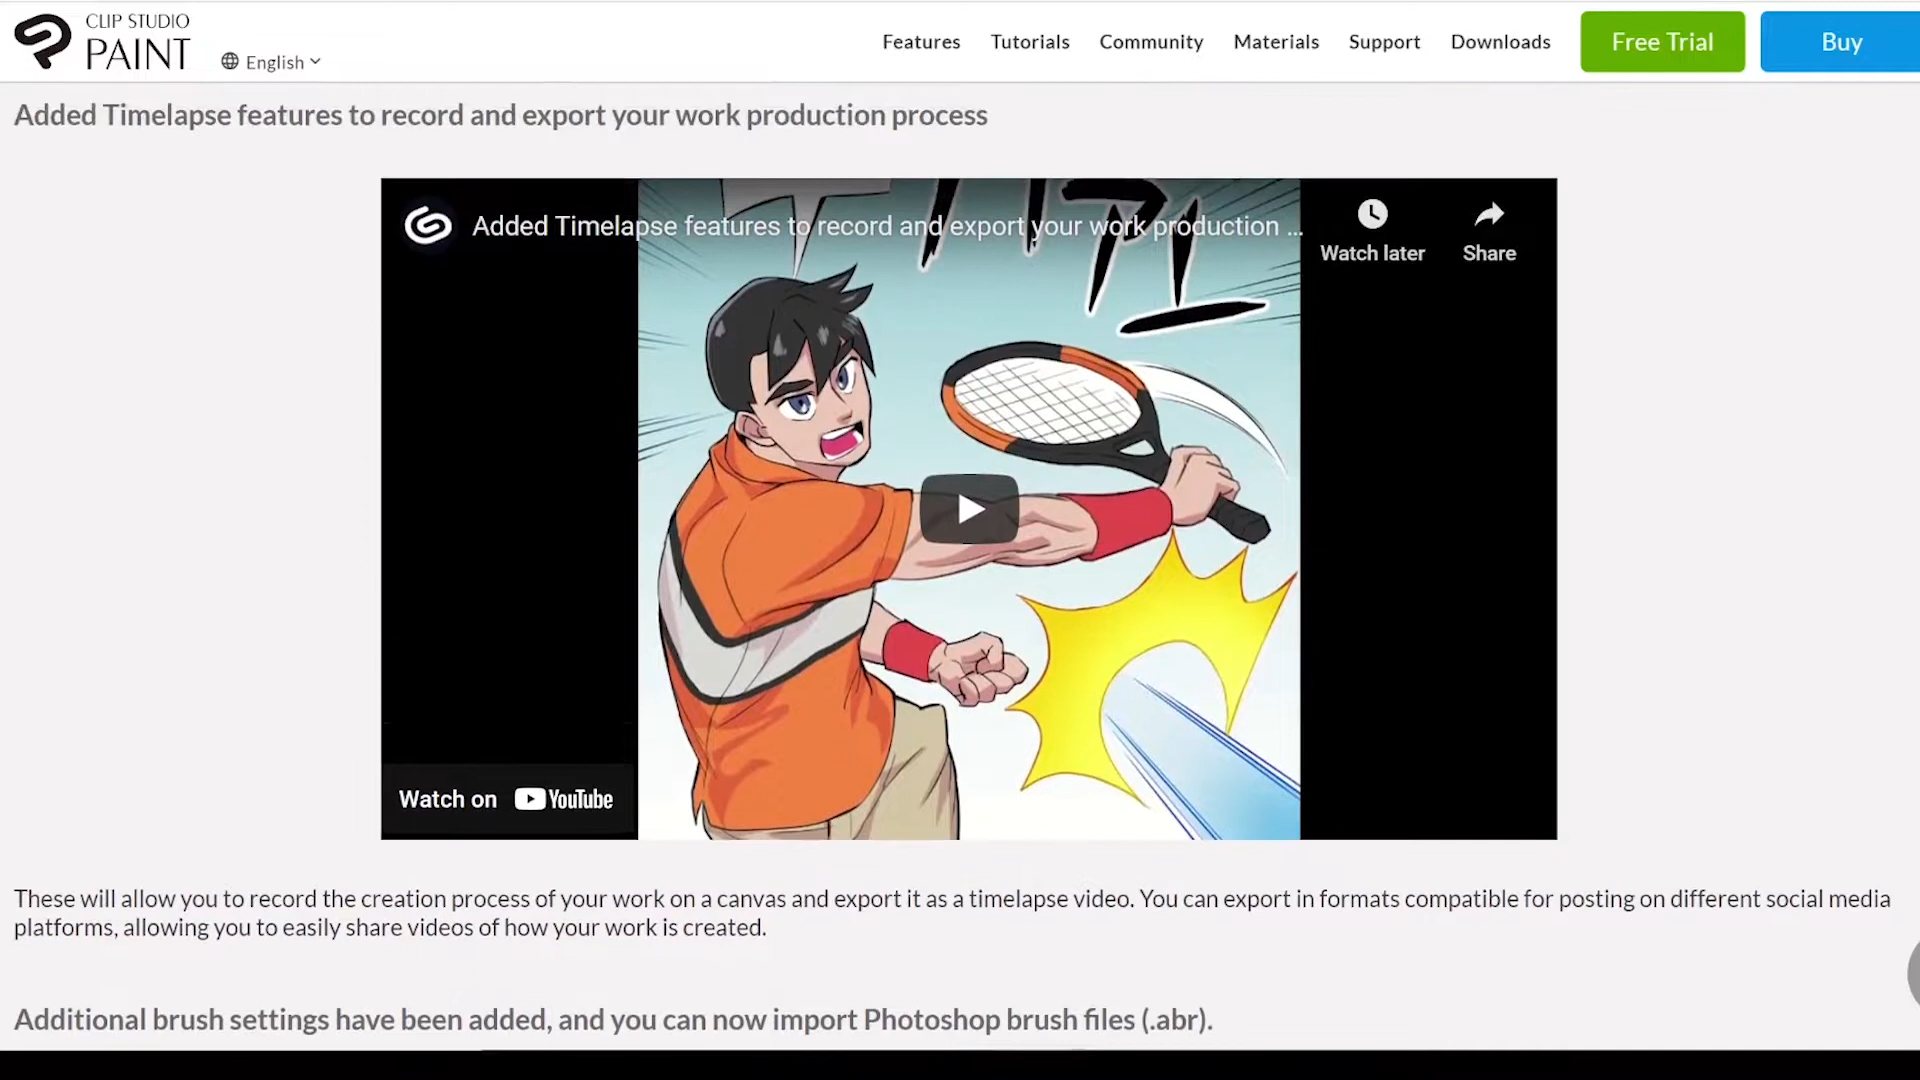 CLIP STUDIO
PAINT
English
Features Tutorials Community Materials Support Downloads Free Trial Buy
Added Timelapse features to record and export your work production process
Added Timelapse features to record and export your work production ...
Watch later
Share
Watch on YouTube
These will allow you to record the creation process of your work on a canvas and export it as a timelapse video. You can export in formats compatible for posting on different social media
platforms, allowing you to easily share videos of how your work is created.
Additional brush settings have been added, and you can now import Photoshop brush files (.abr).